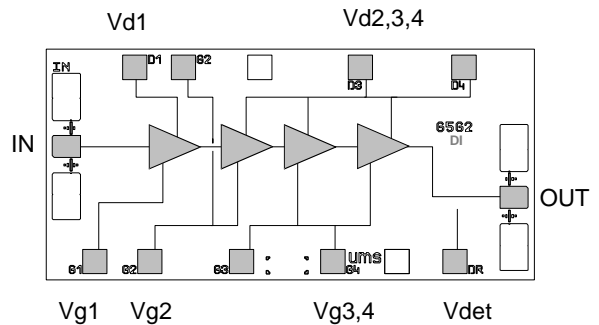 Vd1 Vd2,3,4
IN D1 G2 D3 D4
6562
DI
IN
OUT
G1 G2 G3 ums G4 DR
Vg1 Vg2 Vg3,4 Vdet